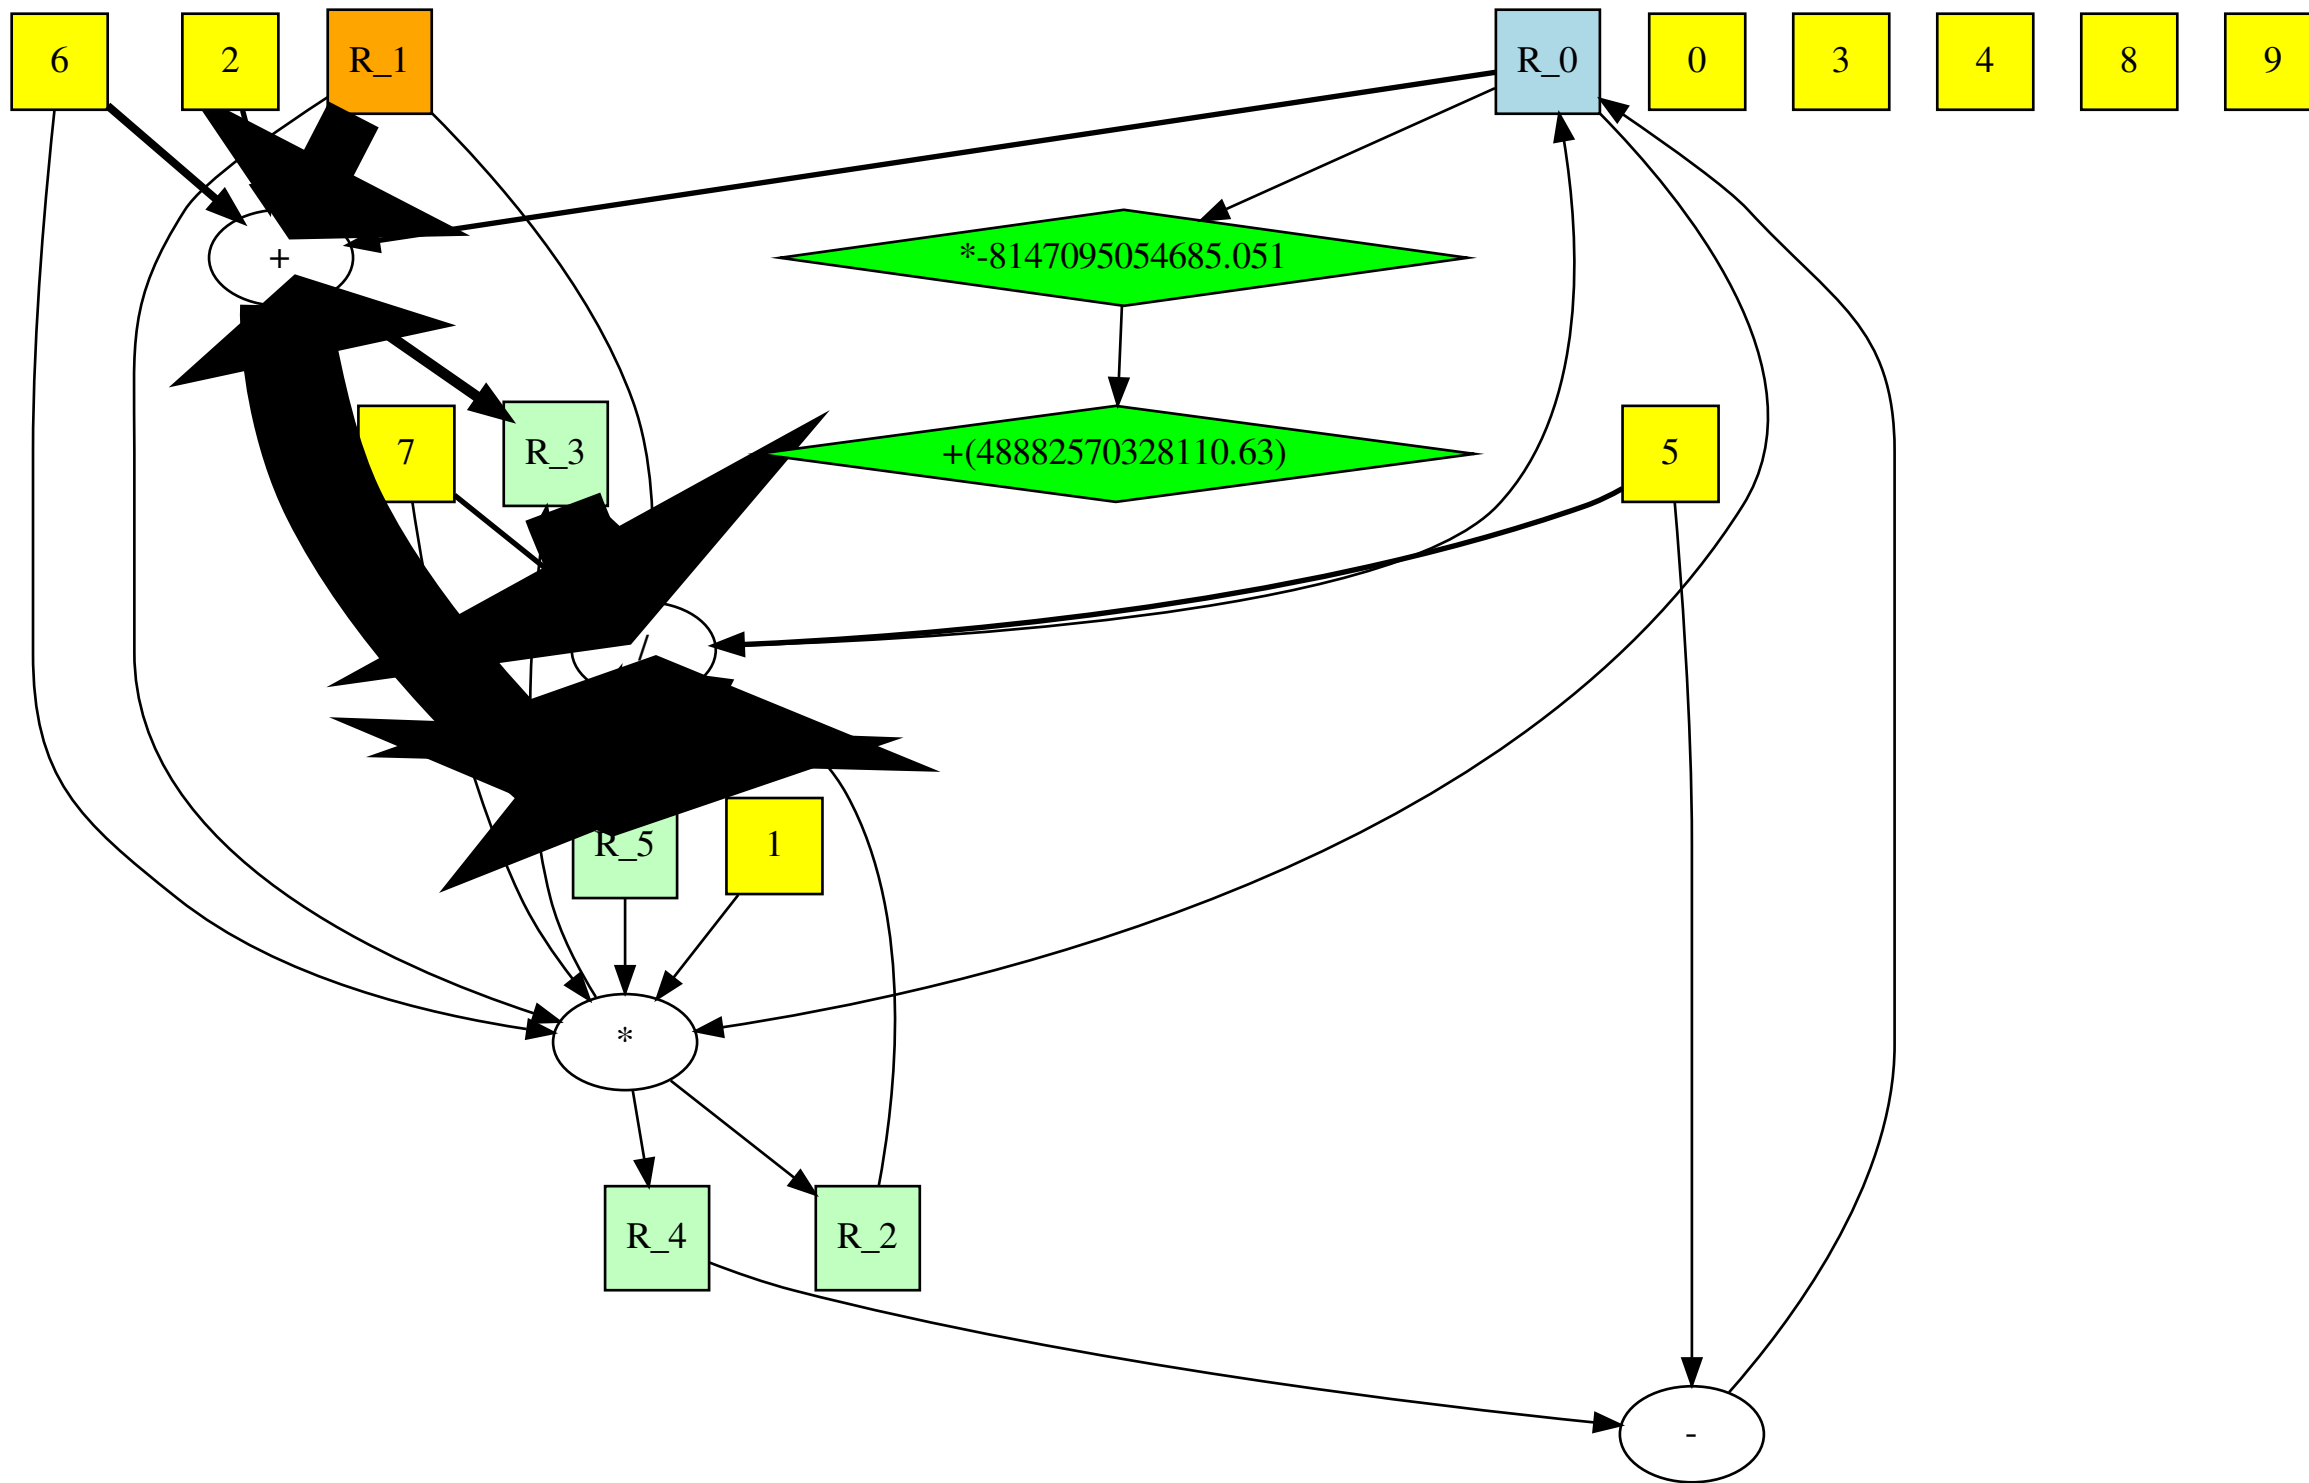 6 2 R_1 R_0 0 3 4 8 9
+ *-8147095054685.051
7 R_3 +(48882570328110.63) 5
/
R_5 1
*
R_4 R_2
-